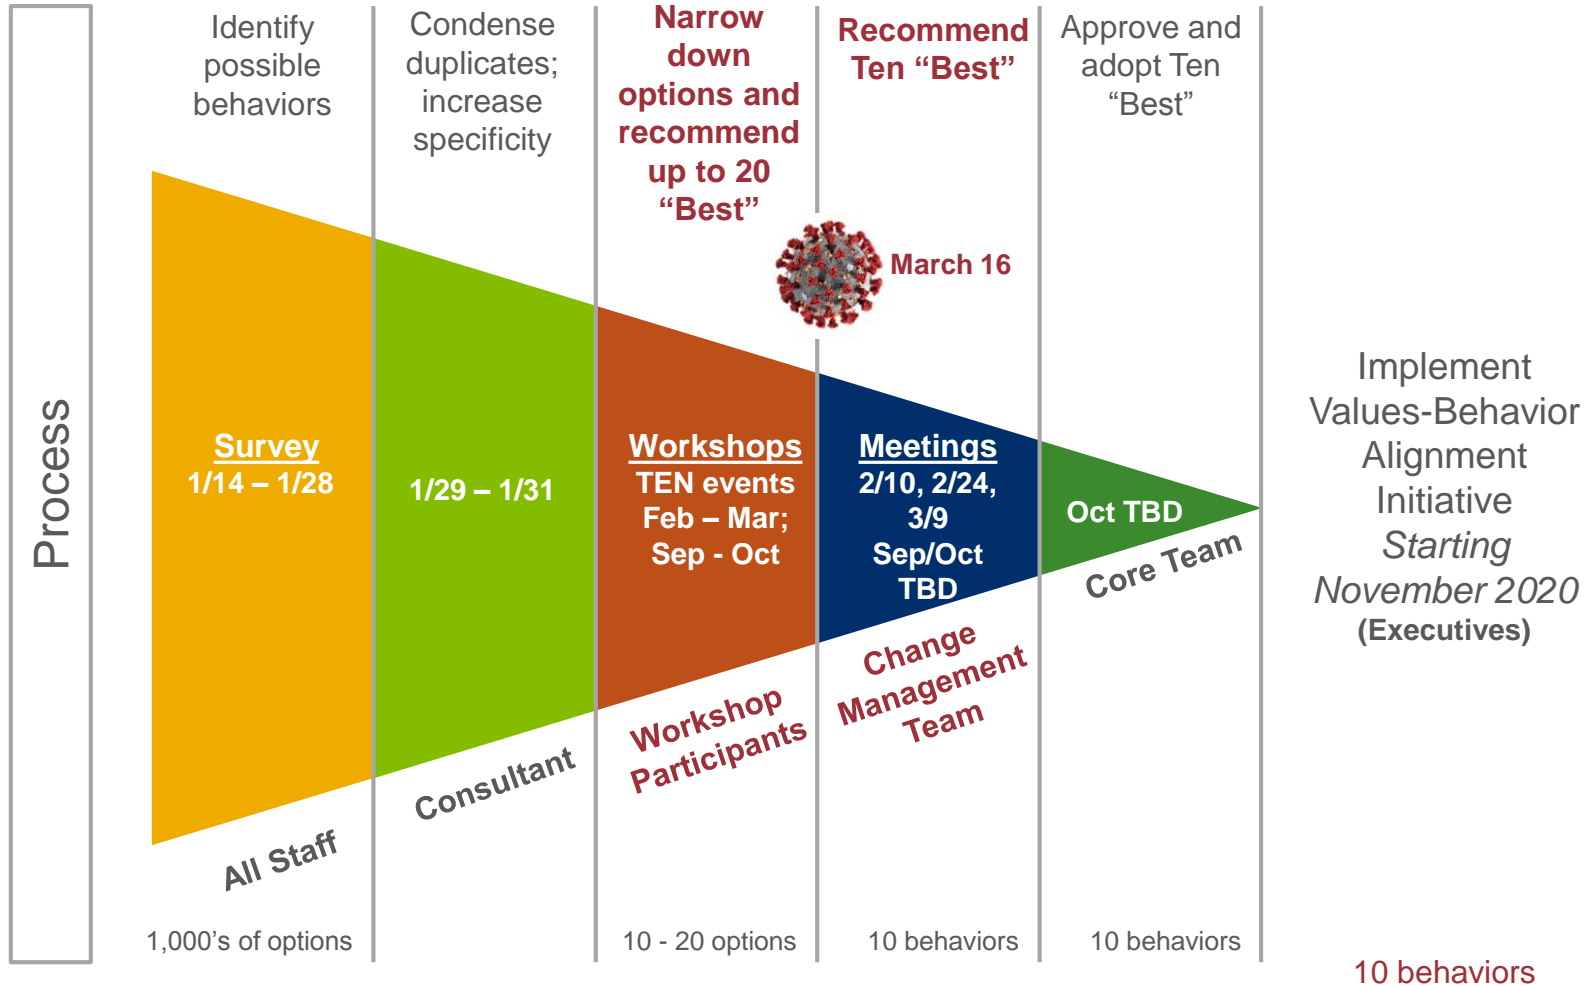 Process
Identify
possible
behaviors
Condense
duplicates;
increase
specificity
Narrow
down
options and
recommend
up to 20
“Best”
Recommend
Ten “Best”
Approve and
adopt Ten
“Best”
March 16
Survey
1/14 – 1/28
1/29 – 1/31
Workshops
TEN events
Feb – Mar;
Sep - Oct
Meetings
2/10, 2/24,
3/9
Sep/Oct
TBD
Oct TBD
All Staff
Consultant
Workshop
Participants
Change
Management
Team
Core Team
Implement
Values-Behavior
Alignment
Initiative
Starting
November 2020
(Executives)
1,000’s of options
10 - 20 options
10 behaviors
10 behaviors
10 behaviors